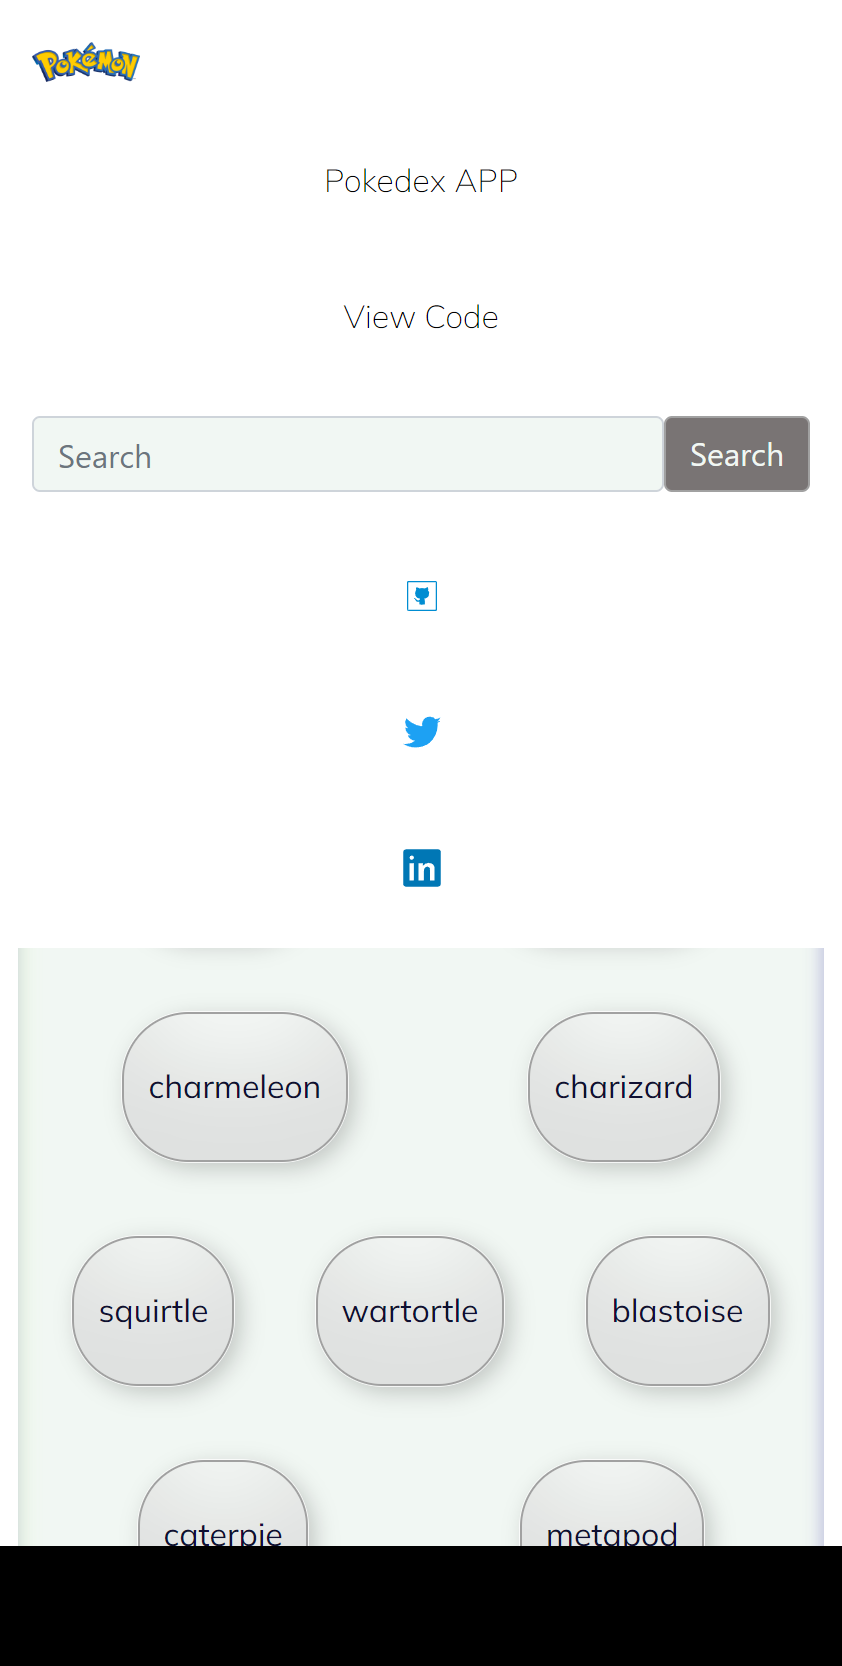 Pokémon
Pokedex APP
View Code
Search Search
in
charmeleon charizard
squirtle wartortle blastoise
caterpie metapod